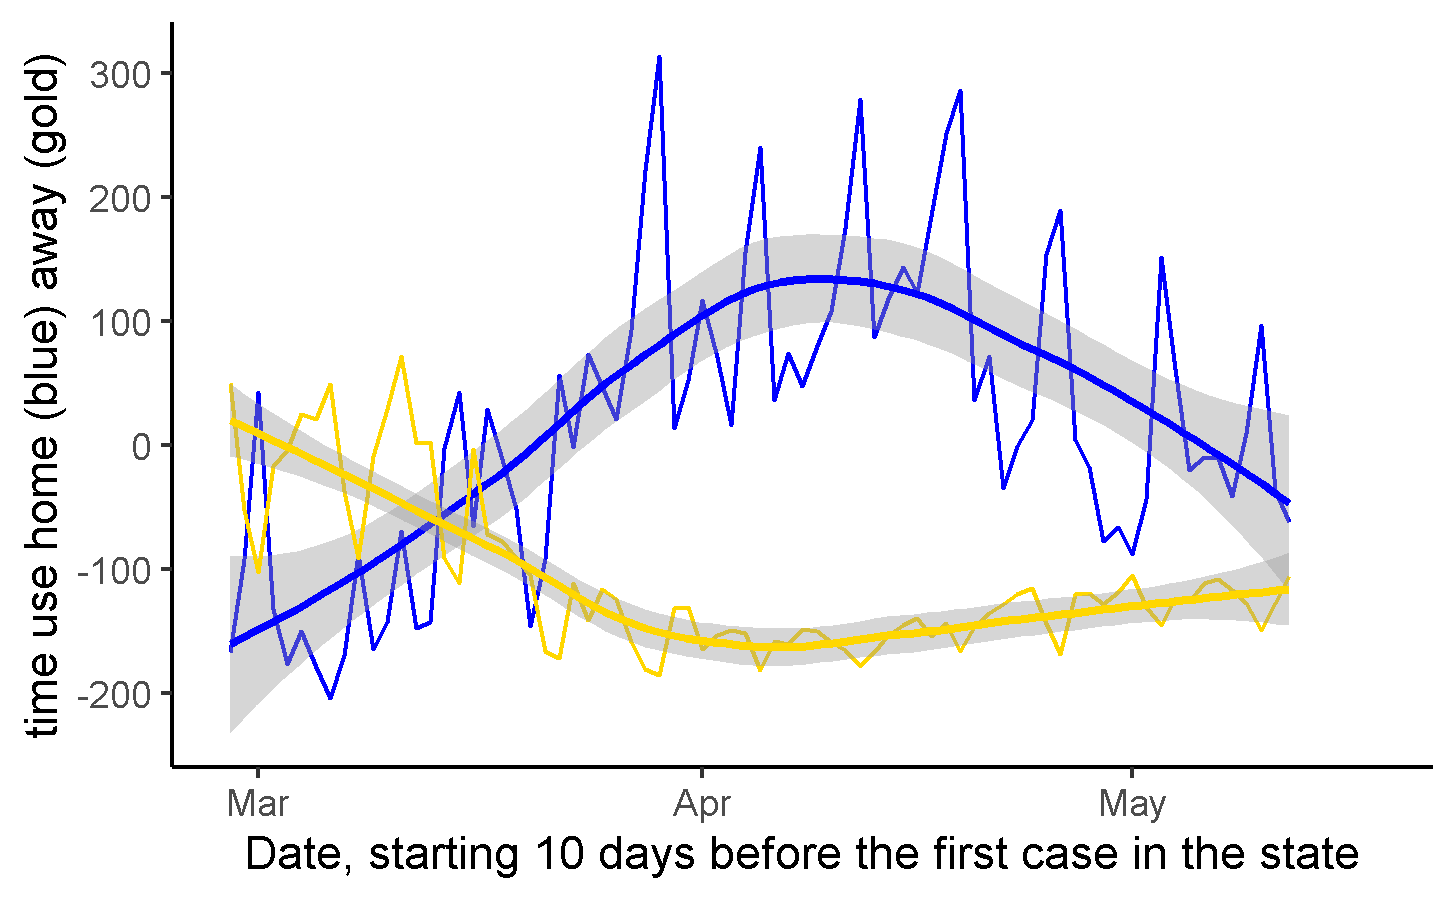 time use home (blue) away (gold)
300
200
100
0
-100
-200
Mar
Apr
May
Date, starting 10 days before the first case in the state